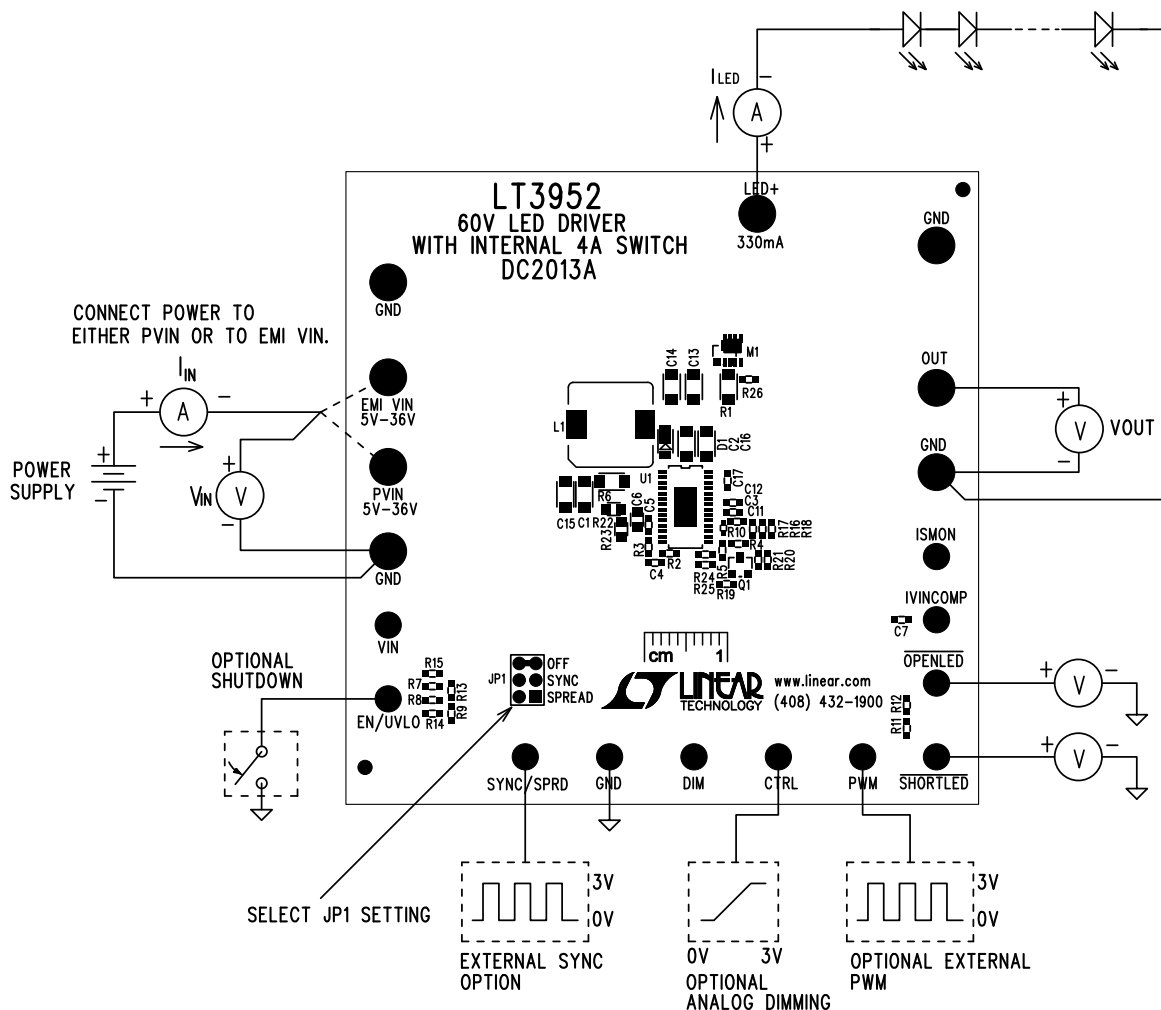 I LED
−
A
+
LT3952
60V LED DRIVER
WITH INTERNAL 4A SWITCH
DC2013A
LED+
330mA
GND
GND
CONNECT POWER TO
EITHER PVIN OR TO EMI VIN.
IIN
+
A
−
EMI VIN
5V-36V
POWER
SUPPLY
+
−
+
VIN
V
−
PVIN
5V-36V
GND
VIN
C14
C13
M1
R26
R1
L1
D1
C2
C16
U1
C17
R6
C15
C1
R22
R23
C6
C5
R3
C4
R2
C12
C3
C11
R10
R4
R17
R16
R18
R21
R20
R5
R24
R25
R19
Q1
OUT
GND
+
V
−
VOUT
ISMON
IVINCOMP
C7
OPENLED
+
V
−
R12
R11
SHORTLED
+
V
−
OPTIONAL
SHUTDOWN
EN/UVLO
R15
R7
R8
R14
R13
R9
JP1
OFF
SYNC
SPREAD
cm 1
LINEAR
TECHNOLOGY
www.linear.com
(408) 432-1900
SYNC/SPRD
GND
DIM
CTRL
PWM
SELECT JP1 SETTING
3V
0V
EXTERNAL SYNC
OPTION
0V 3V
OPTIONAL
ANALOG DIMMING
3V
0V
OPTIONAL EXTERNAL
PWM